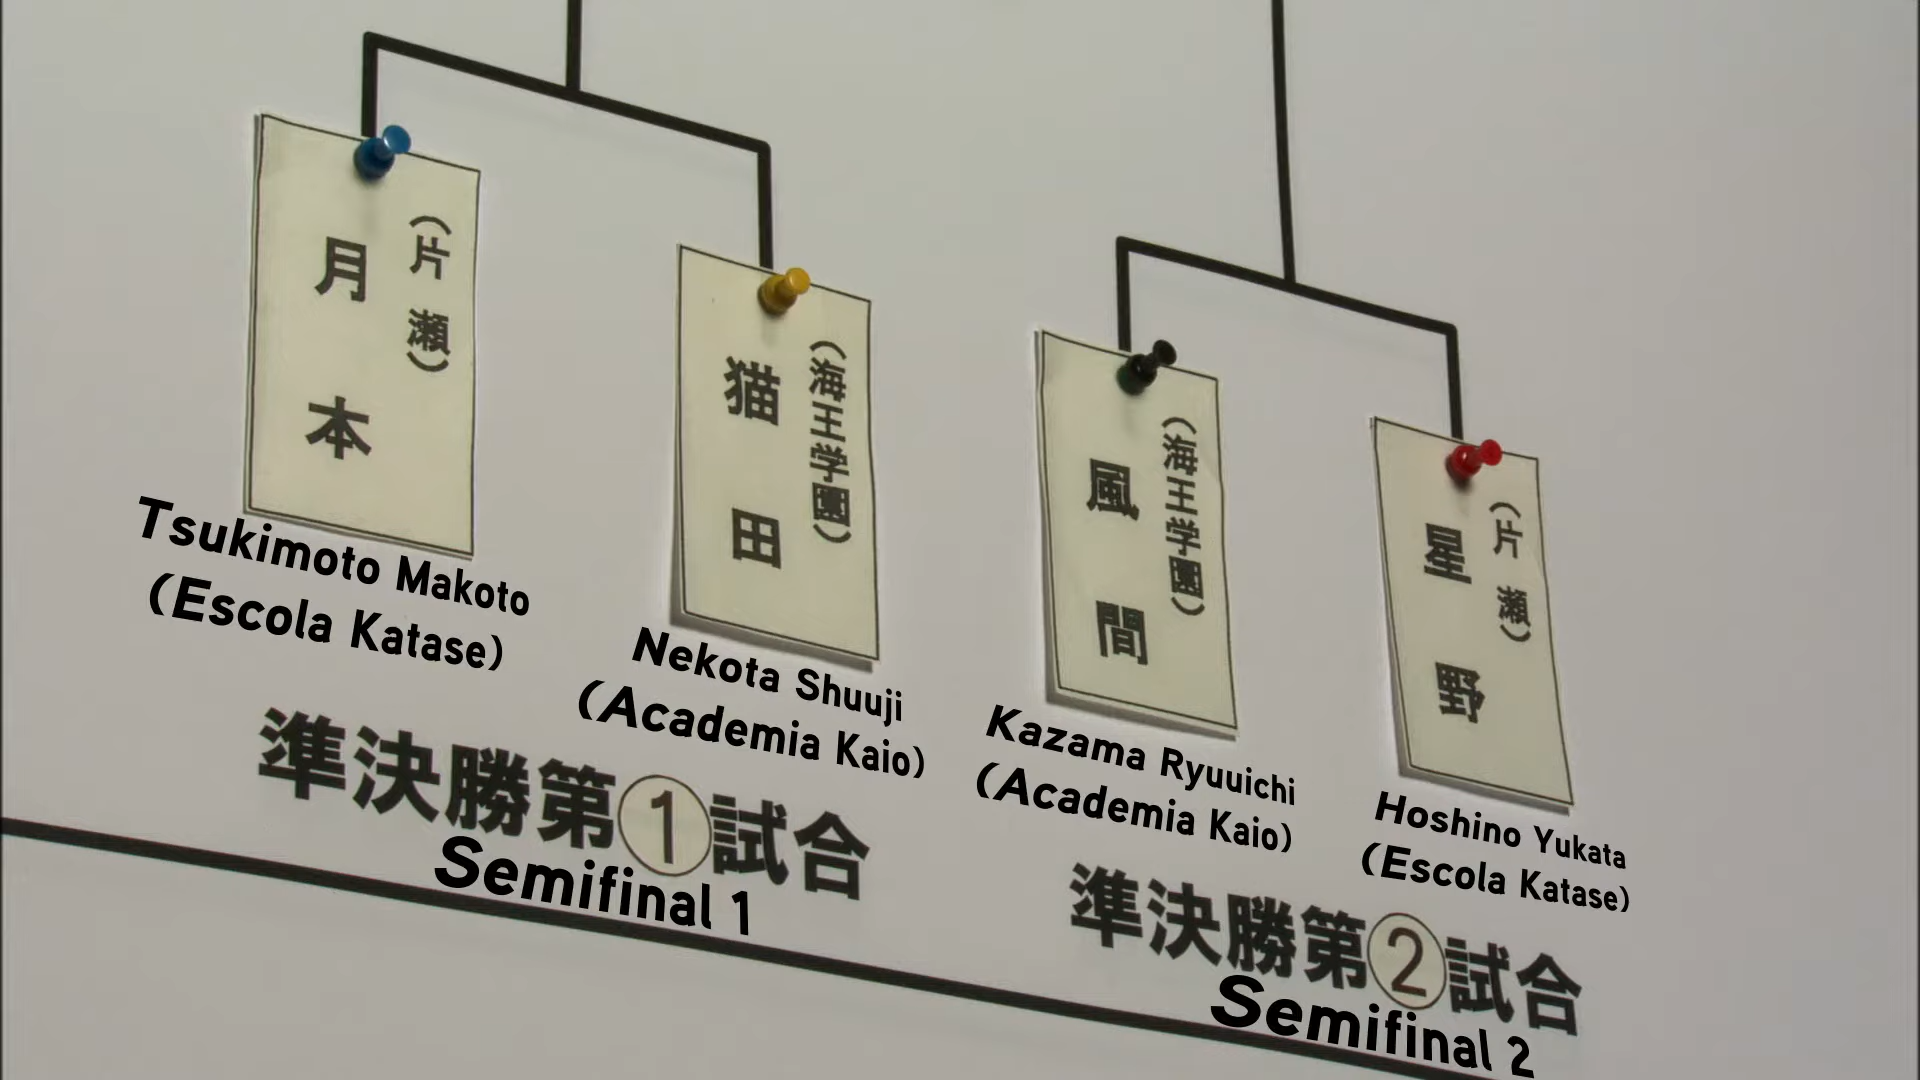 (片瀬)
月本
Tsukimoto Makoto
(Escola Katase)
(海王学園)
猫田
Nekota Shuuji
(Academia Kaio)
準決勝第①試合
Semifinal 1
(海王学園)
風間
Kazama Ryuuichi
(Academia Kaio)
(片瀬)
星野
Hoshino Yukata
(Escola Katase)
準決勝第②試合
Semifinal 2